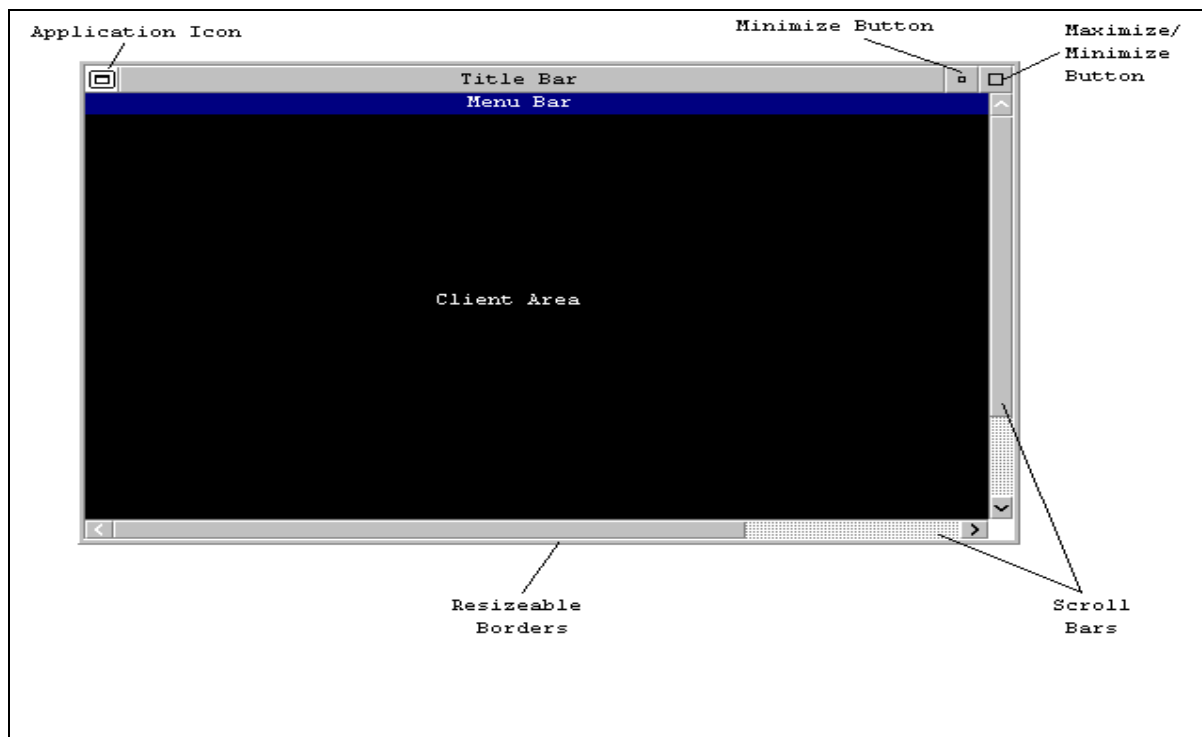 Application Icon
Minimize Button
Maximize/
Minimize
Button
Title Bar
Menu Bar
Client Area
Resizeable
Borders
Scroll
Bars